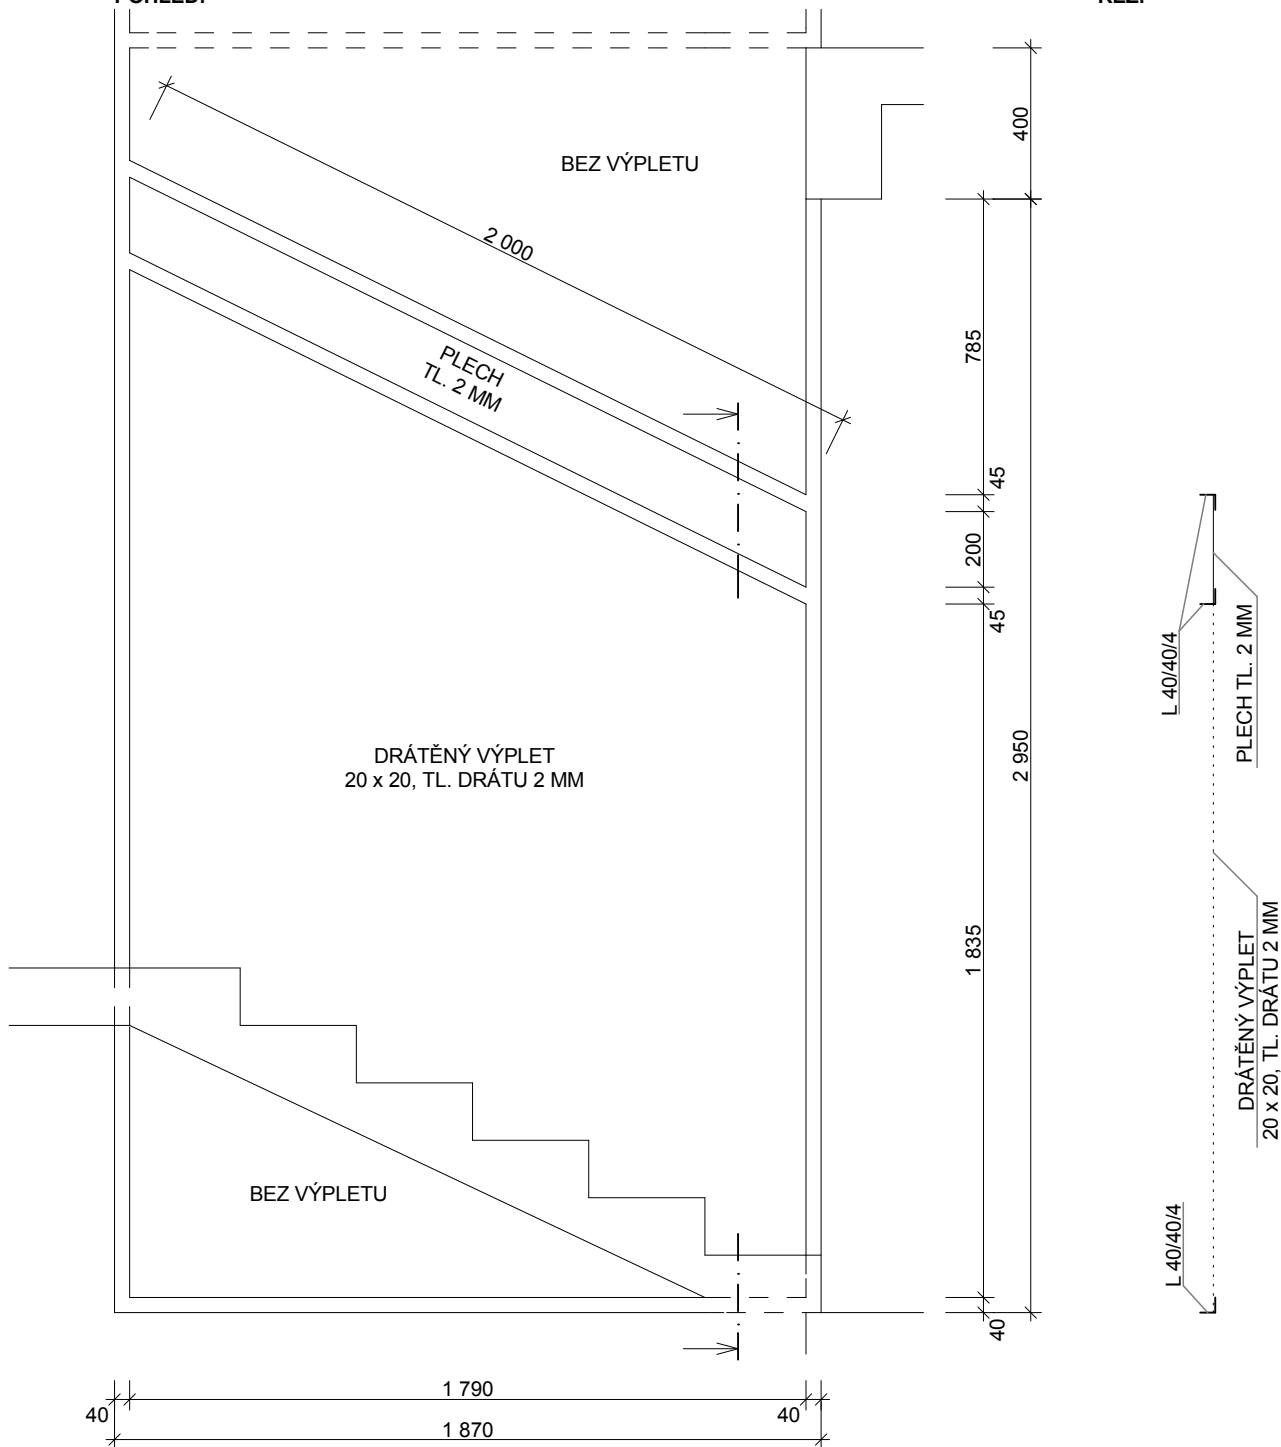 400
BEZ VÝPLETU
2 000
785
PLECH
TL. 2 MM
45
200
45
L 40/40/4
PLECH TL. 2 MM
DRÁTĚNÝ VÝPLET
20 x 20, TL. DRÁTU 2 MM
2 950
1 835
DRÁTĚNÝ VÝPLET
20 x 20, TL. DRÁTU 2 MM
BEZ VÝPLETU
L 40/40/4
40
1 790
40
40
1 870